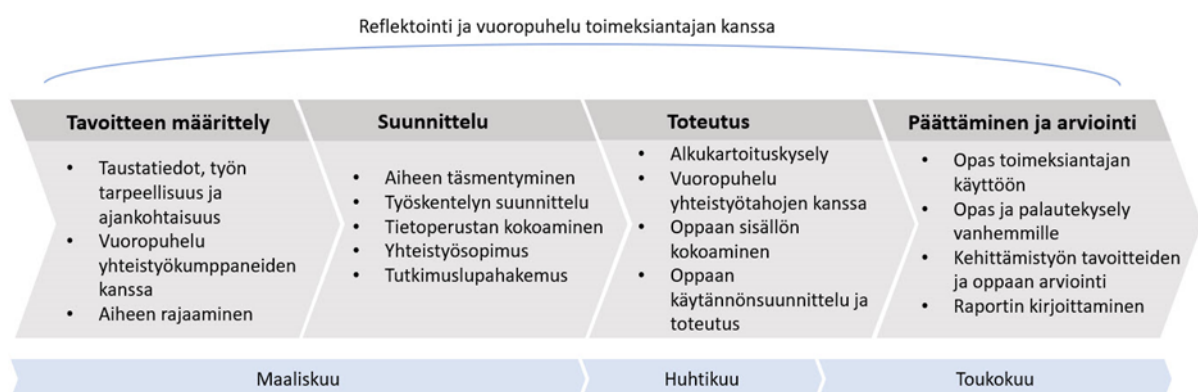 Reflektointi ja vuoropuhelu toimeksiantajan kanssa
Tavoitteen määrittely
• Taustatiedot, työn
tarpeellisuus ja
ajankohtaisuus
• Vuoropuhelu
yhteistyökumppaneiden
kanssa
• Aiheen rajaaminen
Suunnittelu
• Aiheen täsmentyminen
• Työskentelyn suunnittelu
• Tietoperustan kokoaminen
• Yhteistyösopimus
• Tutkimuslupahakemus
Toteutus
• Alkukartoituskysely
• Vuoropuhelu
yhteistyötahojen kanssa
• Oppaan sisällön
kokoaminen
• Oppaan
käytännönsuunnittelu ja
toteutus
Päättäminen ja arviointi
• Opas toimeksiantajan
käyttöön
• Opas ja palautekysely
vanhemmille
• Kehittämistyön tavoitteiden
ja oppaan arviointi
• Raportin kirjoittaminen
Maaliskuu
Huhtikuu
Toukokuu